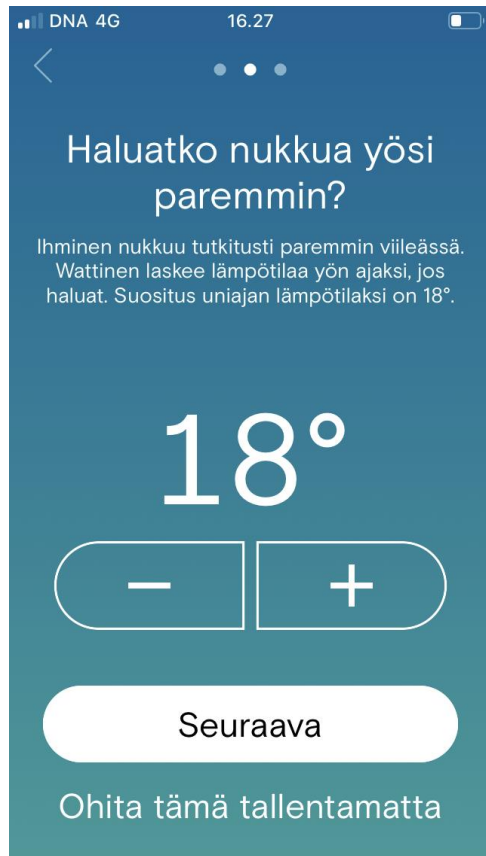 DNA 4G 16.27
Haluatko nukkua yösi
paremmin?
Ihminen nukkuu tutkitusti paremmin viileässä.
Wattinen laskee lämpötilaa yön ajaksi, jos
haluat. Suositus uniajan lämpötilaksi on 18°.
18°
− +
Seuraava
Ohita tämä tallentamatta